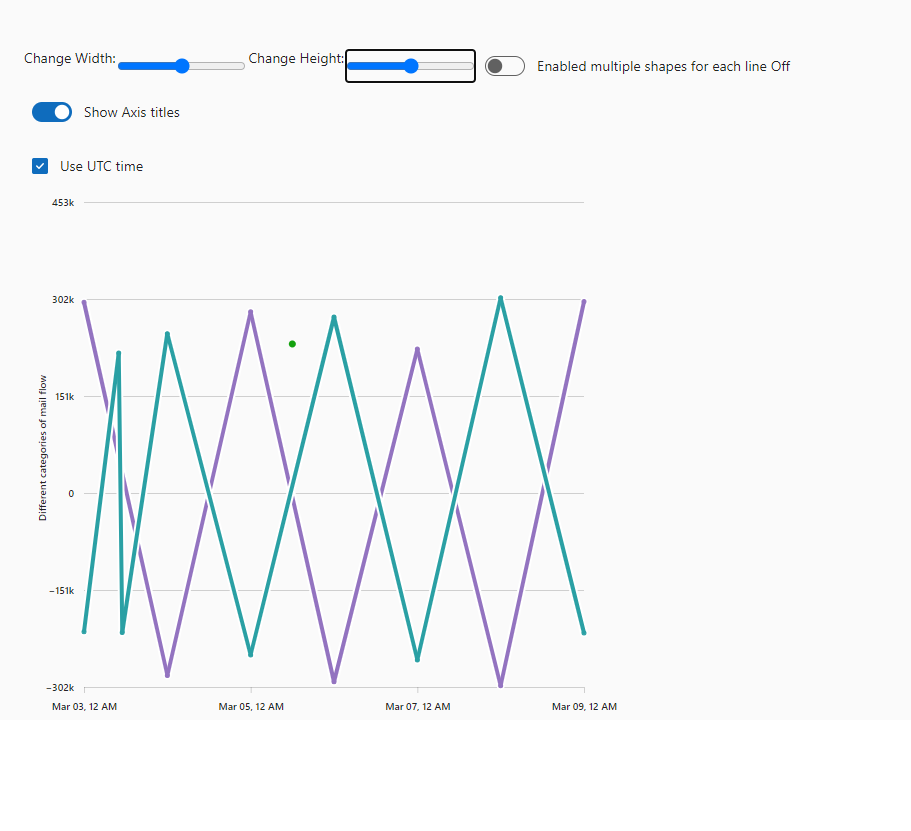 Change Width: Change Height: Enabled multiple shapes for each line Off
Show Axis titles
Use UTC time
453k
302k
151k
0
−151k
−302k
Different categories of mail flow
Mar 03, 12 AM Mar 05, 12 AM Mar 07, 12 AM Mar 09, 12 AM